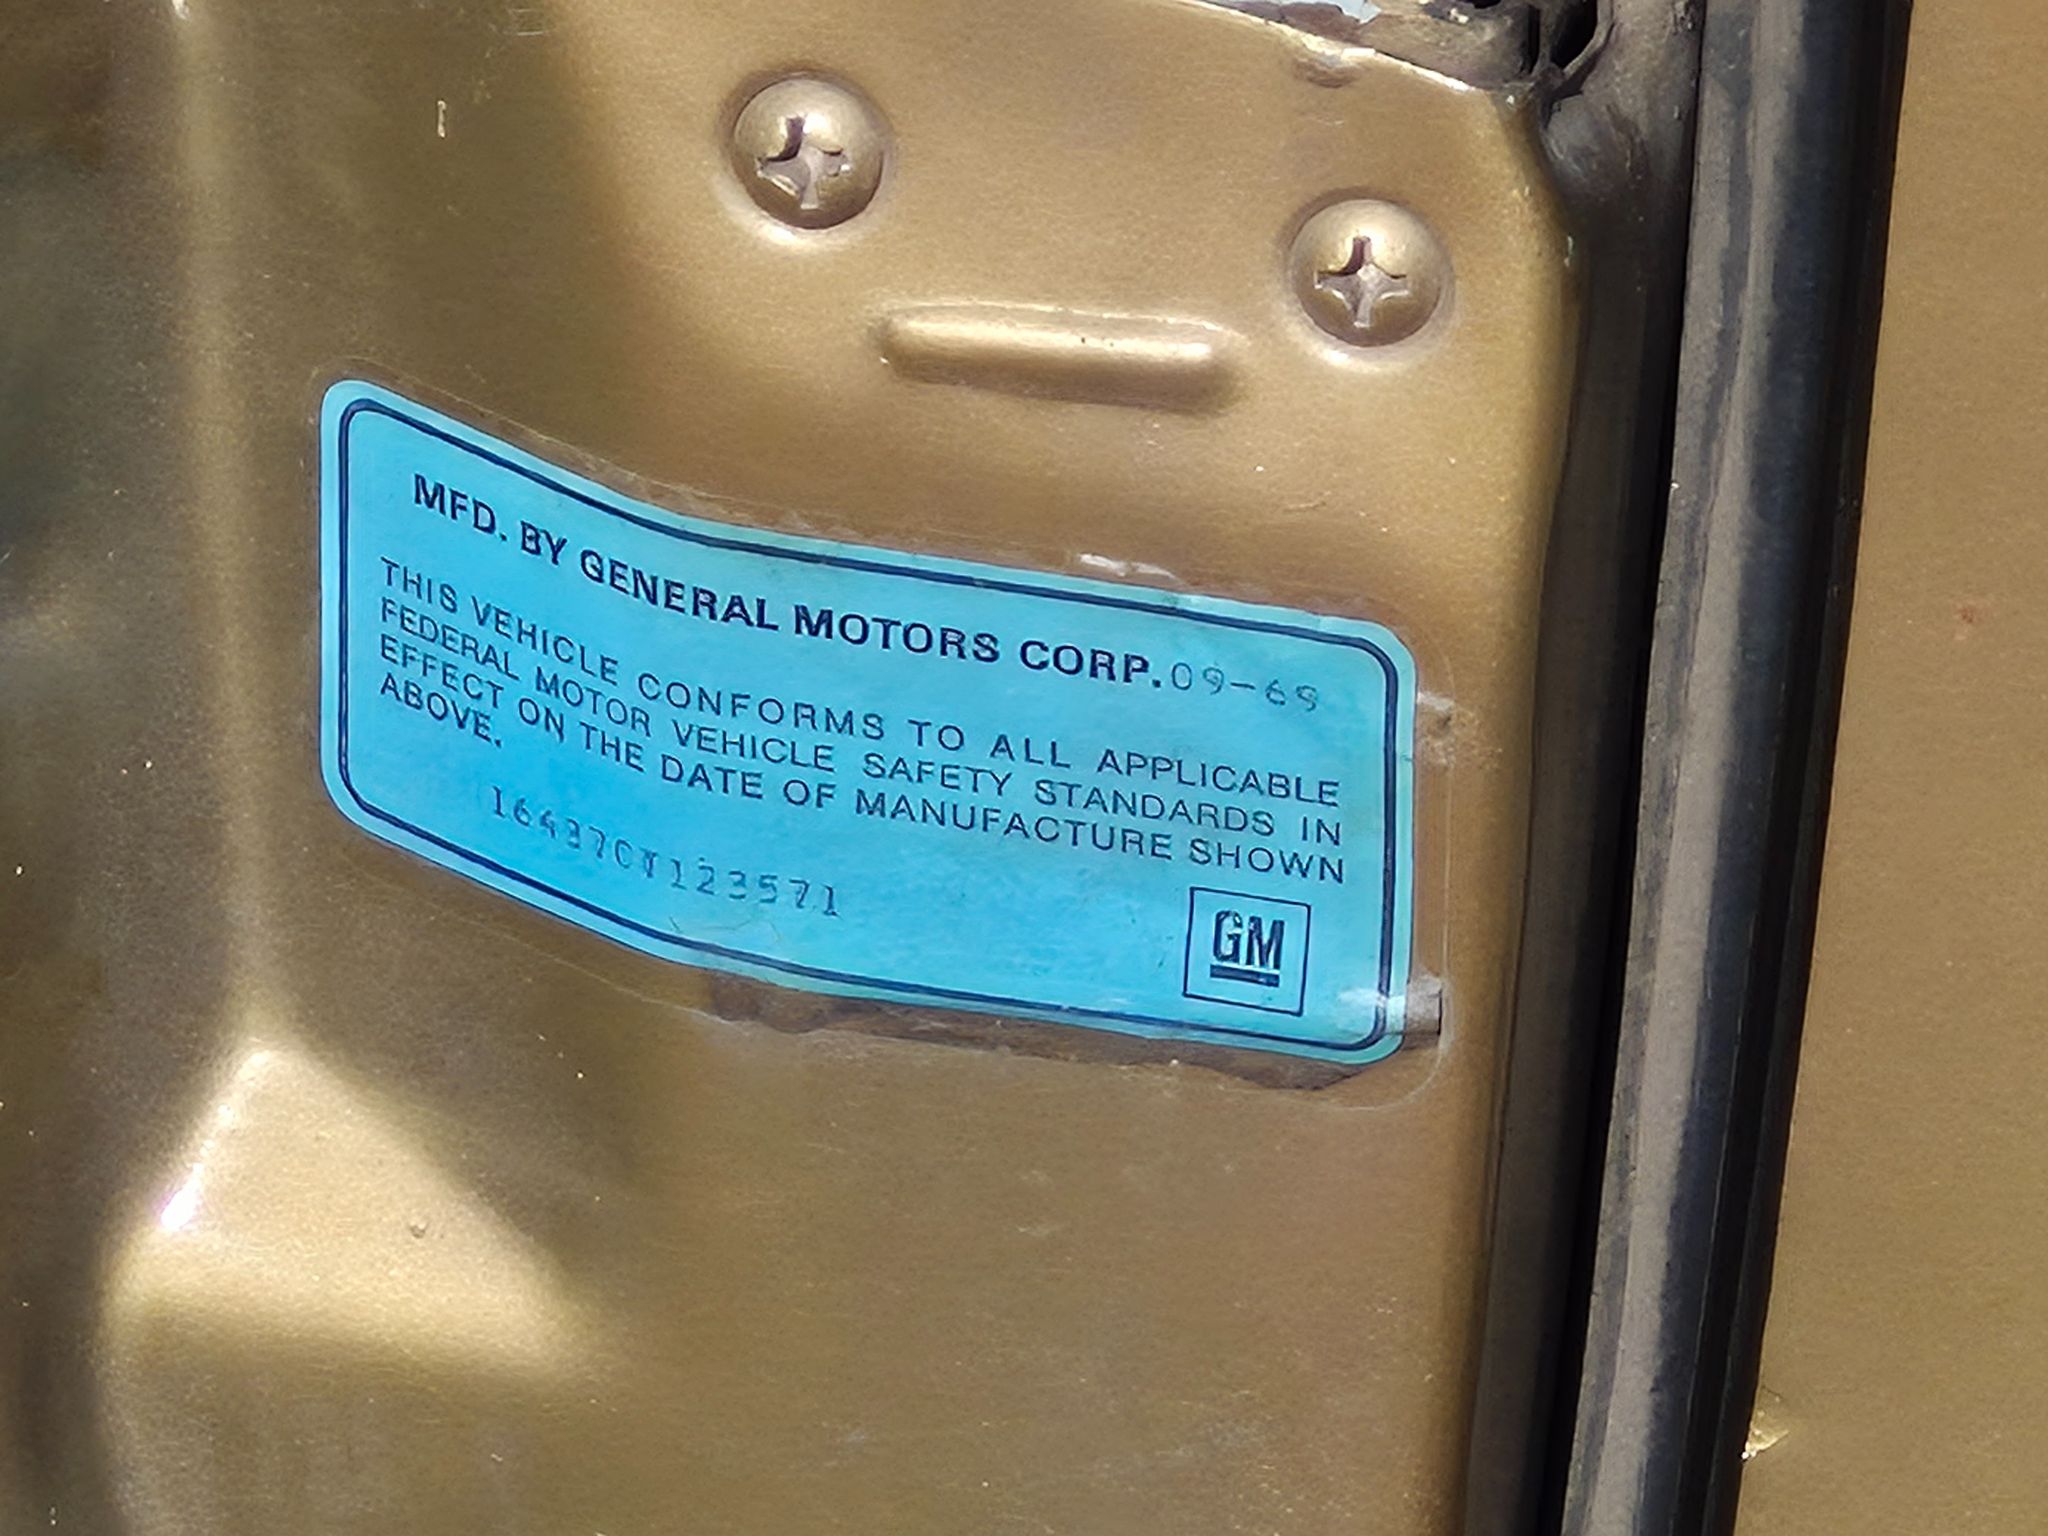 MFD. BY GENERAL MOTORS CORP. 09-69
THIS VEHICLE CONFORMS TO ALL APPLICABLE
FEDERAL MOTOR VEHICLE SAFETY STANDARDS IN
EFFECT ON THE DATE OF MANUFACTURE SHOWN
ABOVE.
GM